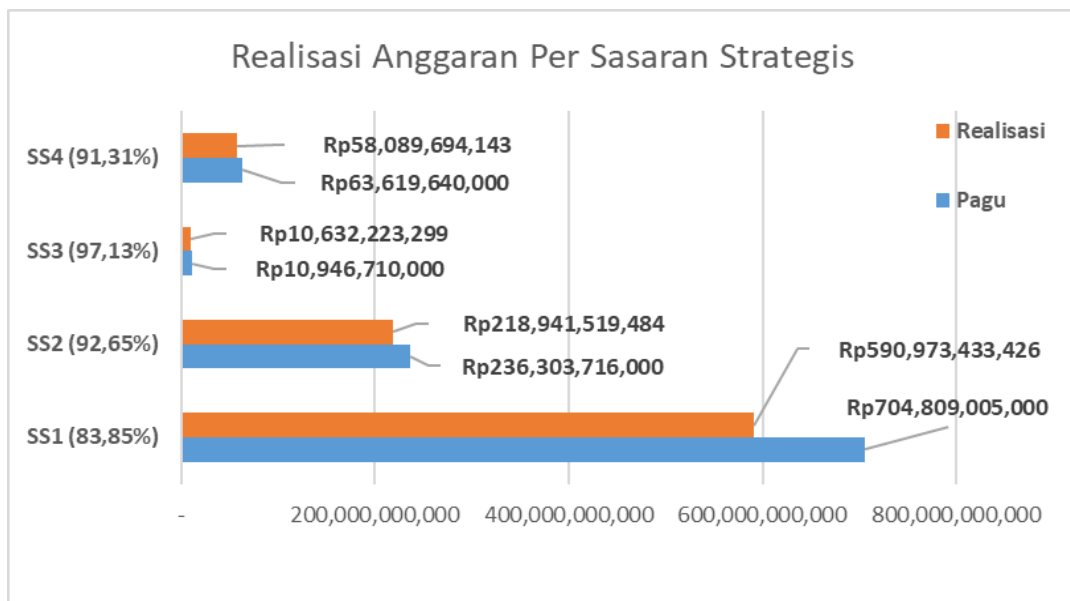 Realisasi Anggaran Per Sasaran Strategis
Realisasi
Pagu
SS4 (91,31%)
Rp58,089,694,143
Rp63,619,640,000
SS3 (97,13%)
Rp10,632,223,299
Rp10,946,710,000
SS2 (92,65%)
Rp218,941,519,484
Rp236,303,716,000
SS1 (83,85%)
Rp590,973,433,426
Rp704,809,005,000
-
200,000,000,000
400,000,000,000
600,000,000,000
800,000,000,000